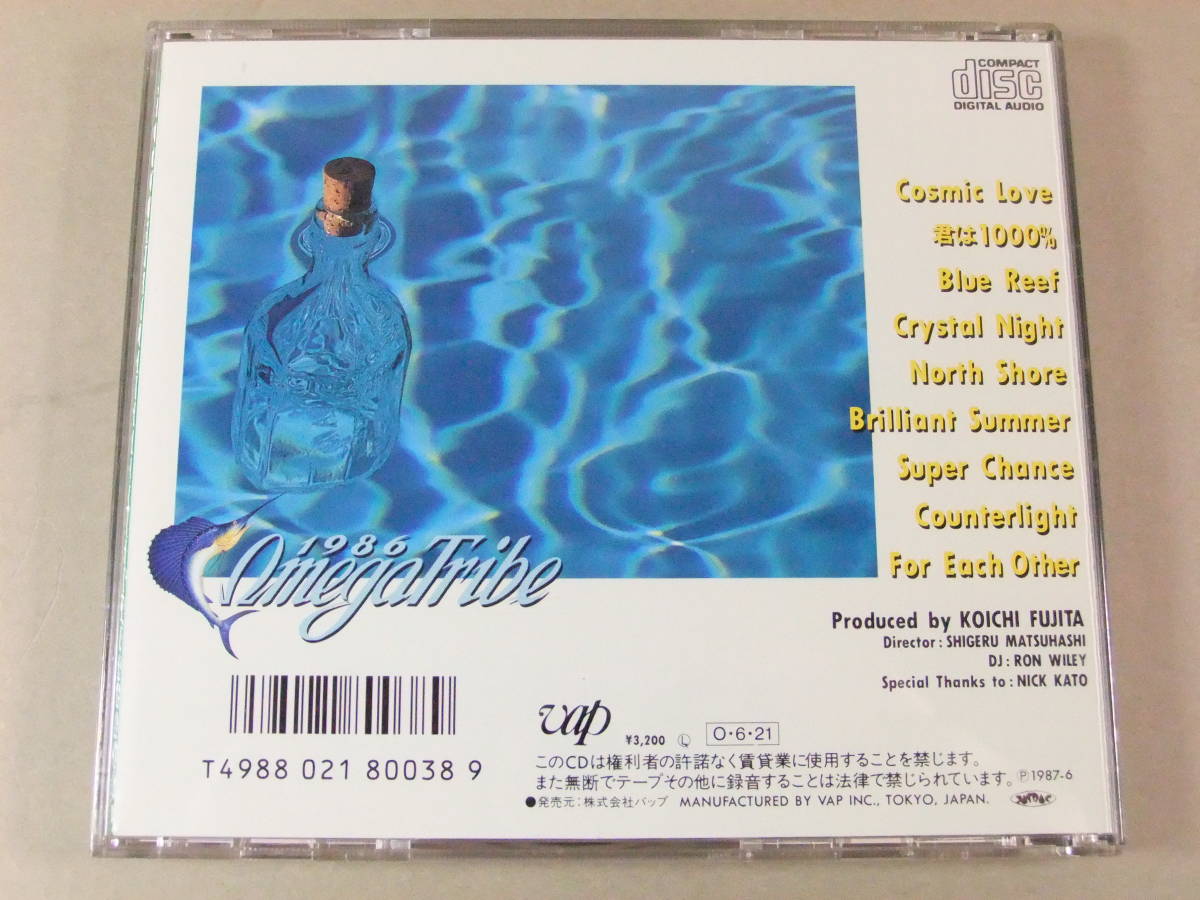 COMPACT
disc
DIGITAL AUDIO
Cosmic Love
君は1000%
Blue Reef
Crystal Night
North Shore
Brilliant Summer
Super Chance
Counterlight
For Each Other
1986
OmegaTribe
Produced by KOICHI FUJITA
Director: SHIGERU MATSUHASHI
DJ: RON WILEY
Special Thanks to: NICK KATO
T4988 021 80038 9
vap ¥3,200 Ⓛ O・6・21
このCDは権利者の許諾なく賃貸業に使用することを禁じます。
また無断でテープその他に録音することは法律で禁じられています。Ⓟ1987-6
●発売元:株式会社バップ MANUFACTURED BY VAP INC., TOKYO, JAPAN.